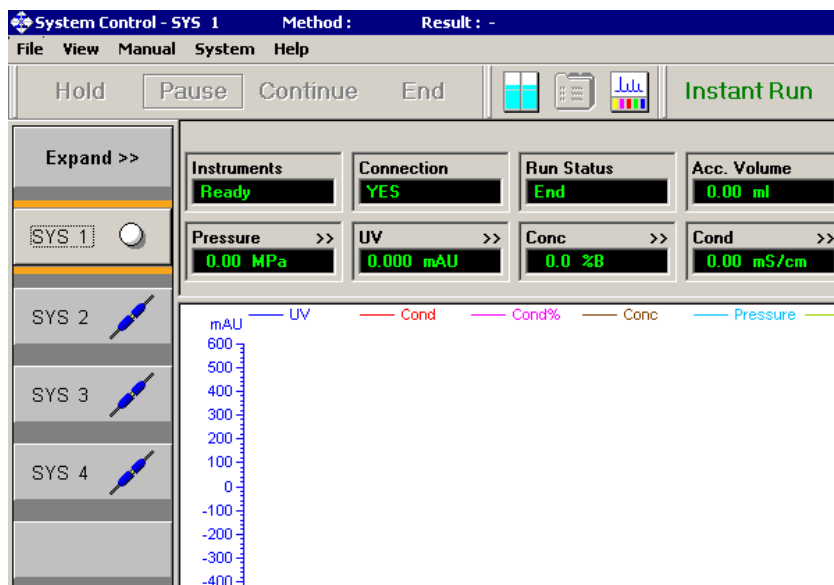 System Control - SYS 1 Method : Result : -
File View Manual System Help
Hold Pause Continue End Instant Run
Expand >>
Instruments Connection Run Status Acc. Volume
Ready YES End 0.00 ml
SYS 1
Pressure >> UV >> Conc >> Cond >>
0.00 MPa 0.000 mAU 0.0 %B 0.00 mS/cm
SYS 2
mAU UV Cond Cond% Conc Pressure
600
500
SYS 3
400
300
200
SYS 4
100
0
-100
-200
-300
-400